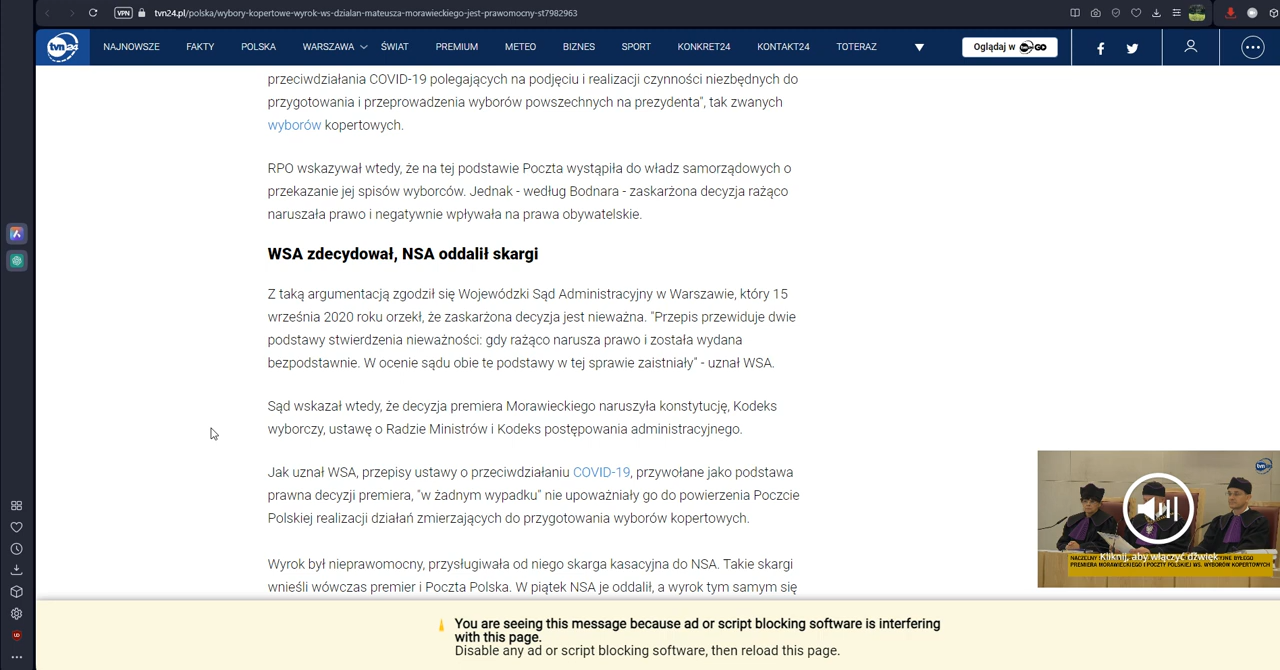 VPN
tvn24.pl/polska/wybory-kopertowe-wyrok-ws-dzialan-mateusza-morawieckiego-jest-prawomocny-st7982963
tvn24
NAJNOWSZE
FAKTY
POLSKA
WARSZAWA
ŚWIAT
PREMIUM
METEO
BIZNES
SPORT
KONKRET24
KONTAKT24
TOTERAZ
Oglądaj w GO
przeciwdziałania COVID-19 polegających na podjęciu i realizacji czynności niezbędnych do
przygotowania i przeprowadzenia wyborów powszechnych na prezydenta", tak zwanych
wyborów kopertowych.
RPO wskazywał wtedy, że na tej podstawie Poczta wystąpiła do władz samorządowych o
przekazanie jej spisów wyborców. Jednak - według Bodnara - zaskarżona decyzja rażąco
naruszała prawo i negatywnie wpływała na prawa obywatelskie.
WSA zdecydował, NSA oddalił skargi
Z taką argumentacją zgodził się Wojewódzki Sąd Administracyjny w Warszawie, który 15
września 2020 roku orzekł, że zaskarżona decyzja jest nieważna. "Przepis przewiduje dwie
podstawy stwierdzenia nieważności: gdy rażąco narusza prawo i została wydana
bezpodstawnie. W ocenie sądu obie te podstawy w tej sprawie zaistniały" - uznał WSA.
Sąd wskazał wtedy, że decyzja premiera Morawieckiego naruszyła konstytucję, Kodeks
wyborczy, ustawę o Radzie Ministrów i Kodeks postępowania administracyjnego.
Jak uznał WSA, przepisy ustawy o przeciwdziałaniu COVID-19, przywołane jako podstawa
prawna decyzji premiera, "w żadnym wypadku" nie upoważniały go do powierzenia Poczcie
Polskiej realizacji działań zmierzających do przygotowania wyborów kopertowych.
Wyrok był nieprawomocny, przysługiwała od niego skarga kasacyjna do NSA. Takie skargi
wnieśli wówczas premier i Poczta Polska. W piątek NSA je oddalił, a wyrok tym samym się
Kliknij, aby włączyć dźwięk
NACZELNY
CYJNE BYŁEGO
PREMIERA MORAWIECKIEGO I POCZTY POLSKIEJ WS. WYBORÓW KOPERTOWYCH
You are seeing this message because ad or script blocking software is interfering
with this page.
Disable any ad or script blocking software, then reload this page.